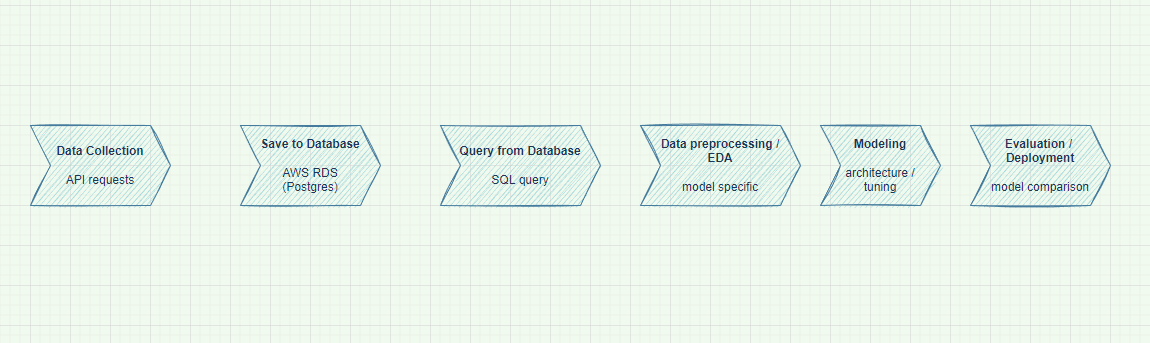 Data Collection
API requests
Save to Database
AWS RDS
(Postgres)
Query from Database
SQL query
Data preprocessing /
EDA
model specific
Modeling
architecture /
tuning
Evaluation /
Deployment
model comparison